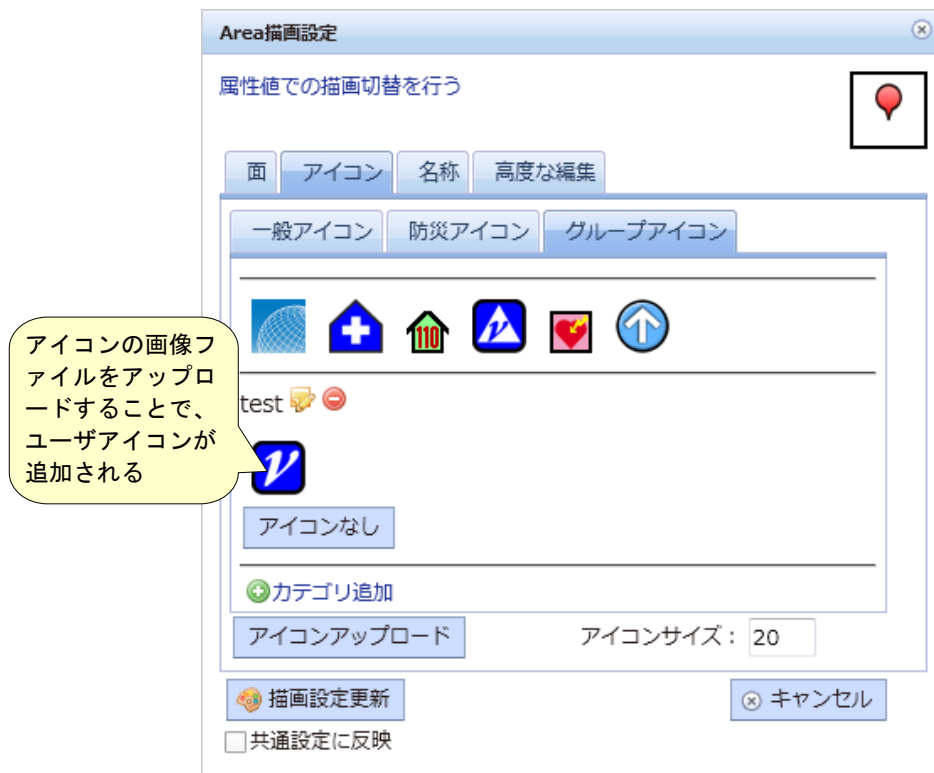 Area描画設定
属性値での描画切替を行う
面 アイコン 名称 高度な編集
一般アイコン 防災アイコン グループアイコン
110
アイコンの画像フ
ァイルをアップロ
ードすることで、
ユーザアイコンが
追加される
test
ν
アイコンなし
カテゴリ追加
アイコンアップロード アイコンサイズ： 20
描画設定更新 キャンセル
共通設定に反映